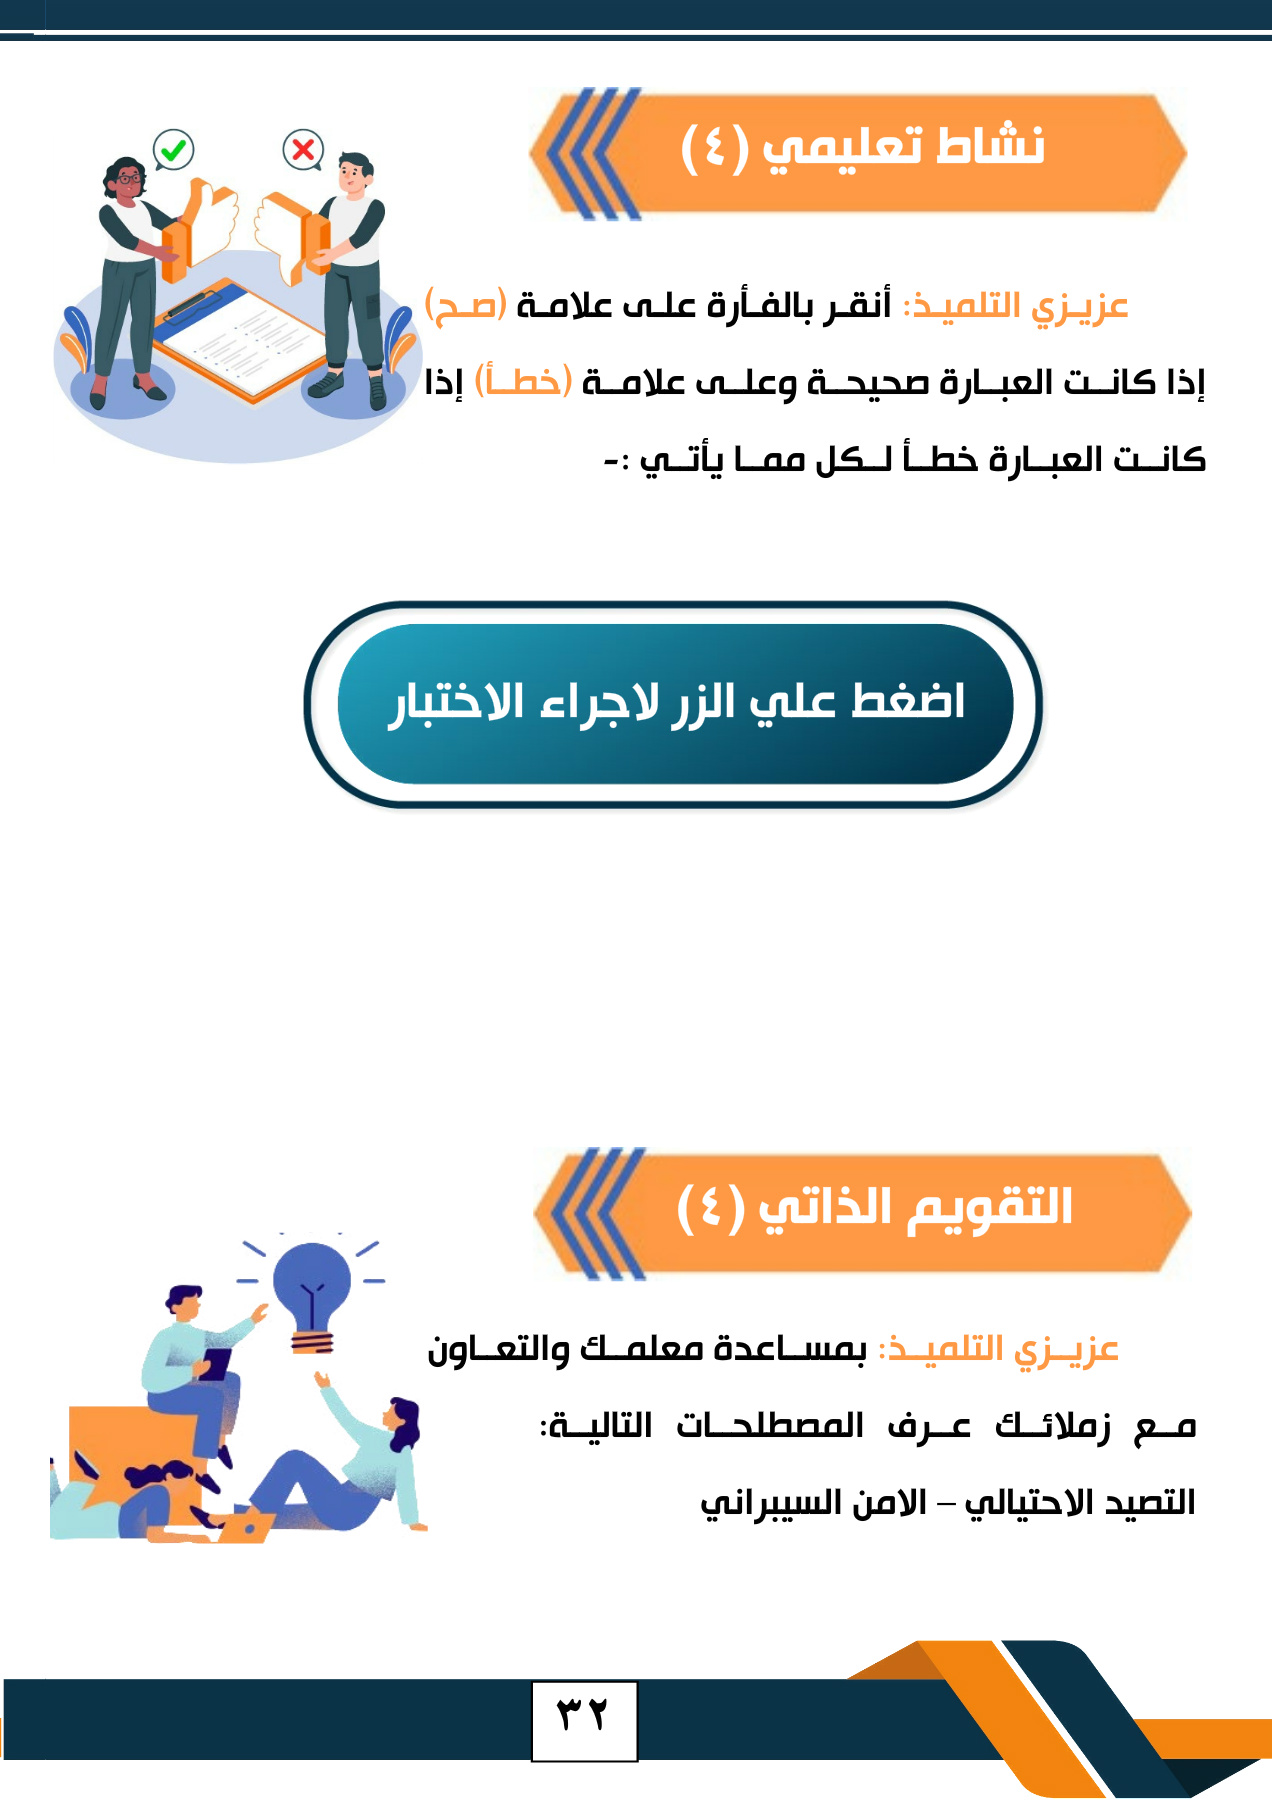 نشاط تعليمي (٤)
عزيزي التلميذ: أنقر بالفأرة على علامة (صح)
إذا كانت العبارة صحيحة وعلى علامة (خطأ) إذا
كانت العبارة خطأ لكل مما يأتي :-
اضغط علي الزر لاجراء الاختبار
التقويم الذاتي (٤)
عزيزي التلميذ: بمساعدة معلمك والتعاون
مع زملائك عرف المصطلحات التالية:
التصيد الاحتيالي – الامن السيبراني
٣٢